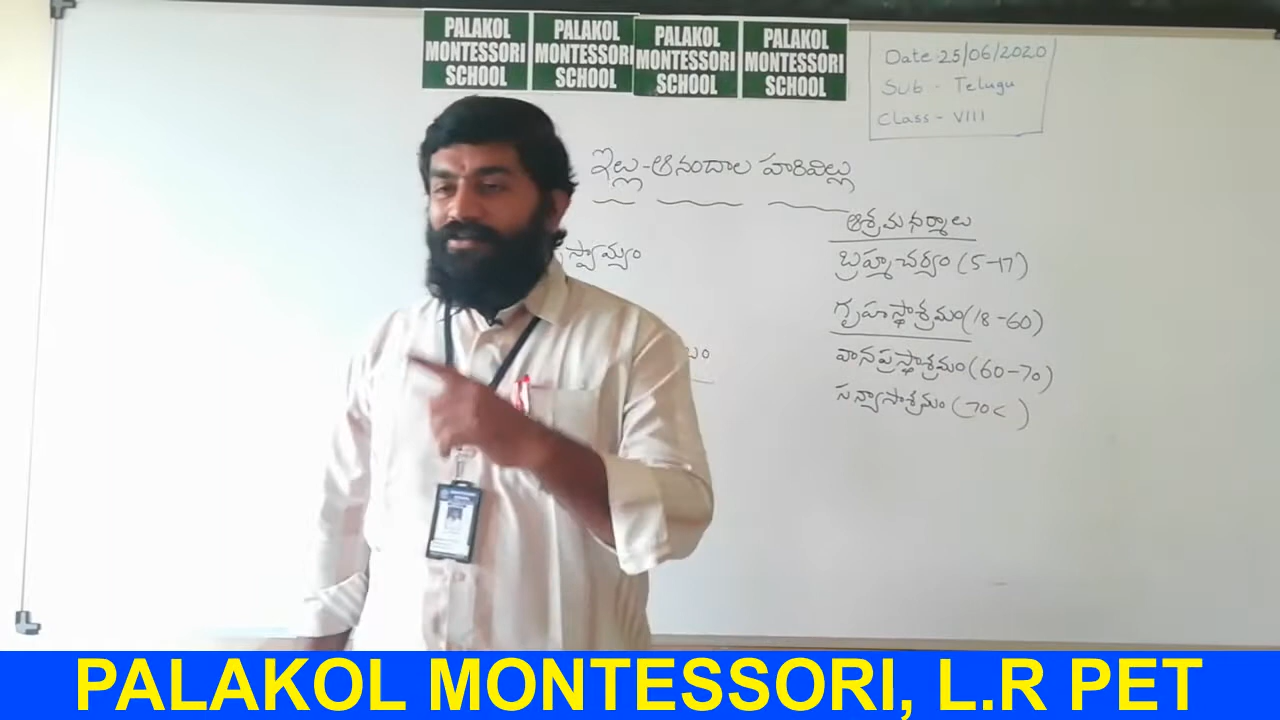 PALAKOL MONTESSORI SCHOOL
PALAKOL MONTESSORI SCHOOL
PALAKOL MONTESSORI SCHOOL
PALAKOL MONTESSORI SCHOOL
Date 25/06/2020
Sub - Telugu
Class - VIII
ఇల్లు-ఆనందాల హరివిల్లు
స్వామ్యం
ఆశ్రమ ధర్మాలు
బ్రహ్మచర్యం (5-17)
గృహస్థాశ్రమం(18-60)
వానప్రస్థాశ్రమం(60-70)
సన్యాసాశ్రమం (70< )
PALAKOL MONTESSORI, L.R PET